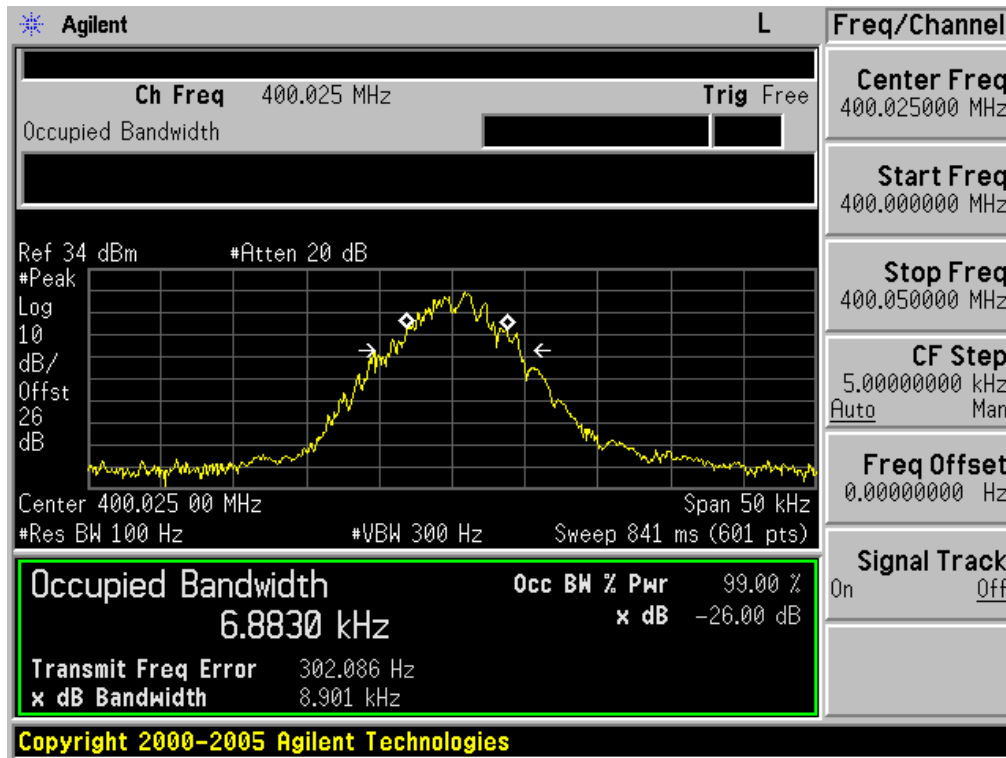 Agilent L Freq/Channel
Ch Freq 400.025 MHz Trig Free
Occupied Bandwidth
Center Freq
400.025000 MHz
Start Freq
400.000000 MHz
Stop Freq
400.050000 MHz
CF Step
5.00000000 kHz
Auto Man
Freq Offset
0.00000000 Hz
Signal Track
On Off
Ref 34 dBm #Atten 20 dB
#Peak
Log
10
dB/
Offst
26
dB
Center 400.025 00 MHz Span 50 kHz
#Res BW 100 Hz #VBW 300 Hz Sweep 841 ms (601 pts)
Occupied Bandwidth Occ BW % Pwr 99.00 %
6.8830 kHz x dB -26.00 dB
Transmit Freq Error 302.086 Hz
x dB Bandwidth 8.901 kHz
Copyright 2000-2005 Agilent Technologies